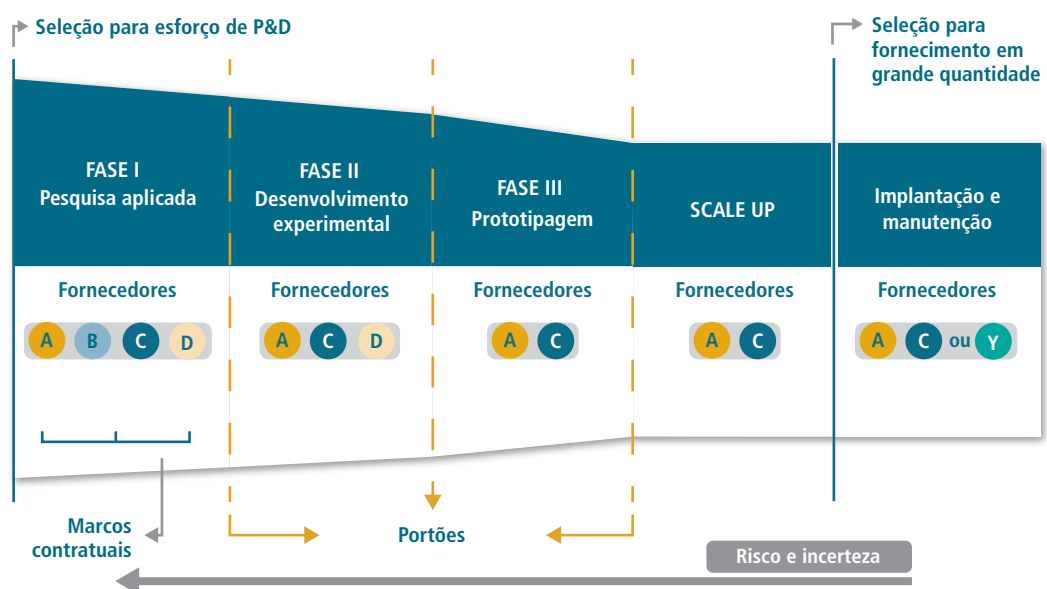 Seleção para esforço de P&D
Seleção para
fornecimento em
grande quantidade
FASE I
Pesquisa aplicada
FASE II
Desenvolvimento
experimental
FASE III
Prototipagem
SCALE UP
Implantação e
manutenção
Fornecedores
A B C D
Fornecedores
A C D
Fornecedores
A C
Fornecedores
A C
Fornecedores
A C ou Y
Marcos
contratuais
Portões
Risco e incerteza